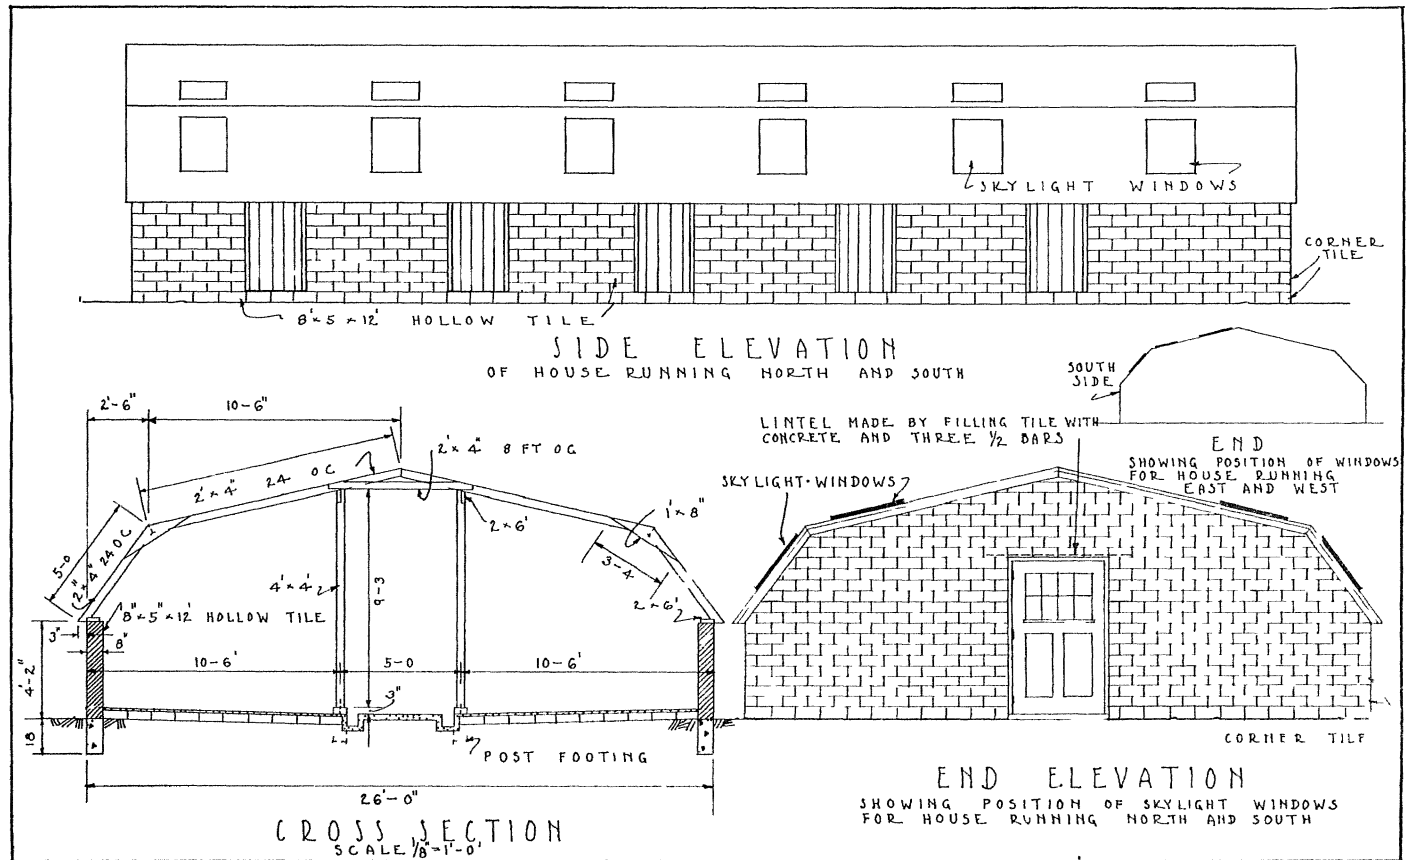 SKYLIGHT WINDOWS
CORNER
TILE
8'×5×12' HOLLOW TILE
SIDE ELEVATION
OF HOUSE RUNNING NORTH AND SOUTH
SOUTH
SIDE
END
SHOWING POSITION OF WINDOWS
FOR HOUSE RUNNING
EAST AND WEST
2'-6"
10-6"
2'×4" 24 OC
2'×4" 8 FT OC
5-0
2"×4" 24 OC
2×6'
1'×8"
3-4
2×6'
4'×4'
9-3
8"×5"×12' HOLLOW TILE
3"
8"
10-6'
5-0
10-6'
4'-2"
3"
18
POST FOOTING
26'-0"
CROSS SECTION
SCALE 1/8"=1'-0'
LINTEL MADE BY FILLING TILE WITH
CONCRETE AND THREE 1/2 BARS
SKYLIGHT-WINDOWS
CORNER TILE
END ELEVATION
SHOWING POSITION OF SKYLIGHT WINDOWS
FOR HOUSE RUNNING NORTH AND SOUTH